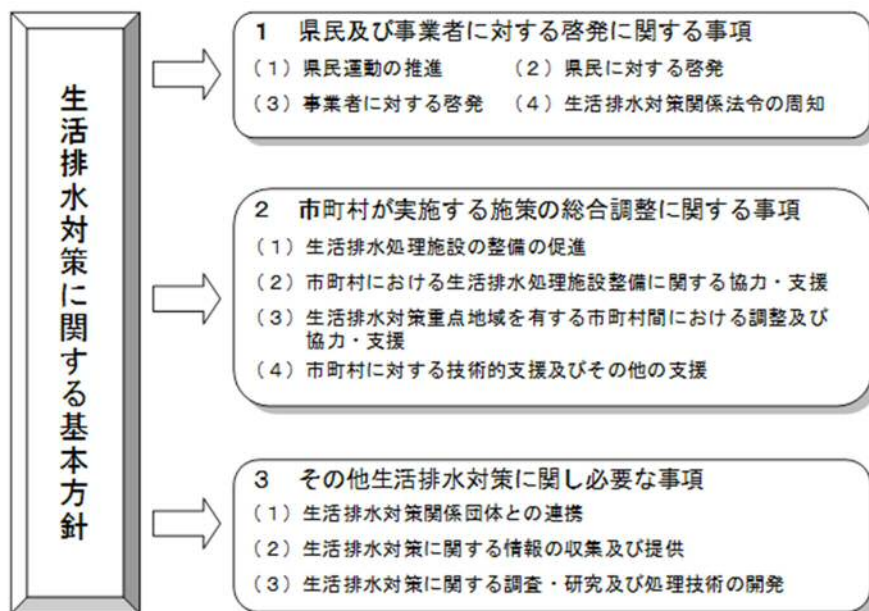 生活排水対策に関する基本方針
1 県民及び事業者に対する啓発に関する事項
(1)県民運動の推進 (2)県民に対する啓発
(3)事業者に対する啓発 (4)生活排水対策関係法令の周知
2 市町村が実施する施策の総合調整に関する事項
(1)生活排水処理施設の整備の促進
(2)市町村における生活排水処理施設整備に関する協力・支援
(3)生活排水対策重点地域を有する市町村間における調整及び
協力・支援
(4)市町村に対する技術的支援及びその他の支援
3 その他生活排水対策に関し必要な事項
(1)生活排水対策関係団体との連携
(2)生活排水対策に関する情報の収集及び提供
(3)生活排水対策に関する調査・研究及び処理技術の開発